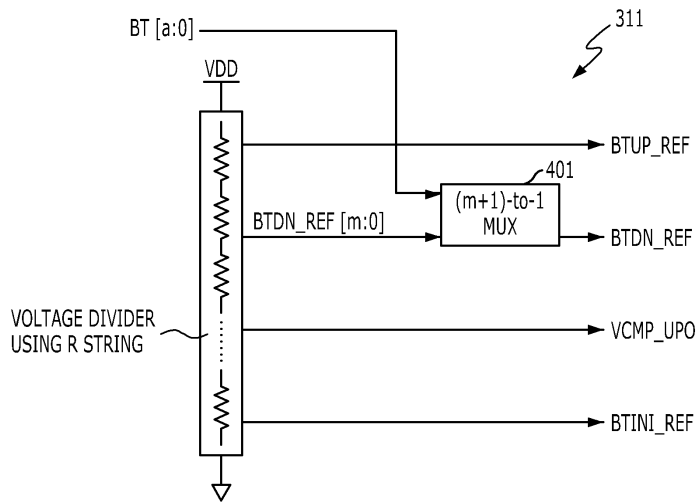 BT [a:0]
311
VDD
BTUP_REF
401
(m+1)-to-1
MUX
BTDN_REF [m:0]
BTDN_REF
VOLTAGE DIVIDER
USING R STRING
VCMP_UPO
BTINI_REF